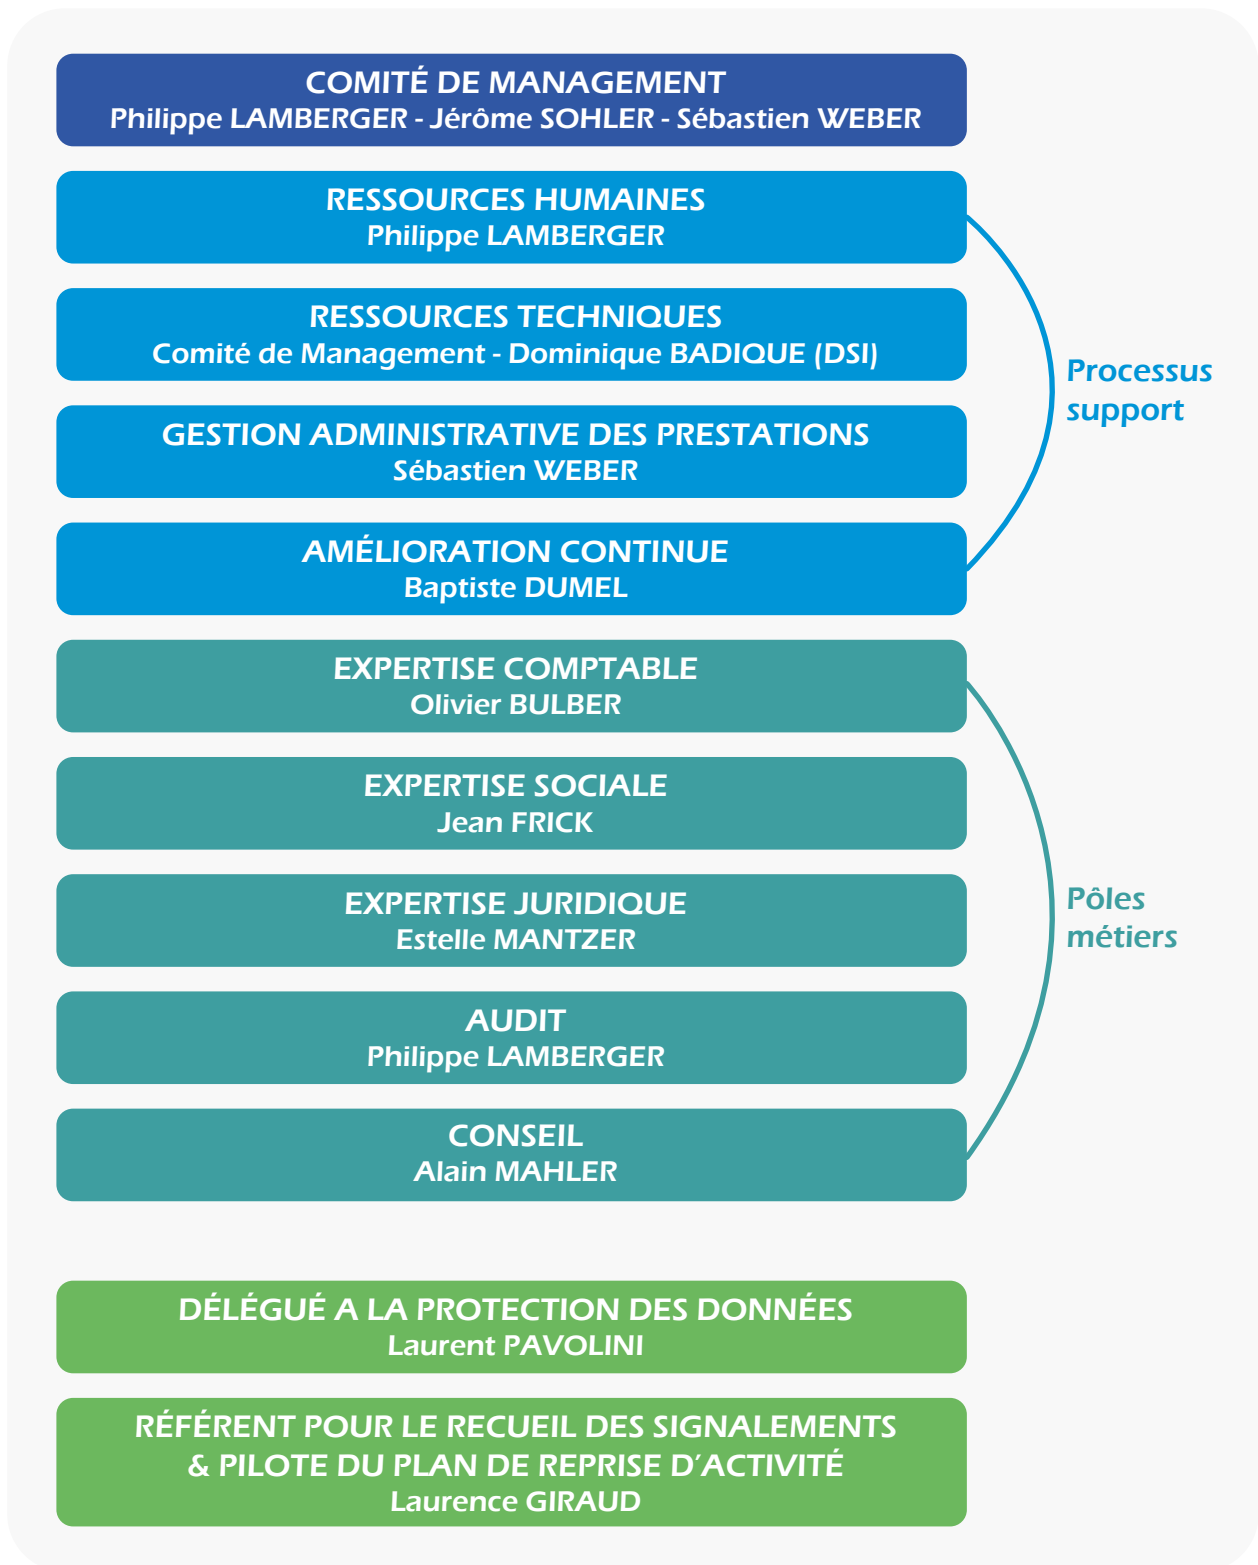 COMITÉ DE MANAGEMENT
Philippe LAMBERGER - Jérôme SOHLER - Sébastien WEBER
RESSOURCES HUMAINES
Philippe LAMBERGER
RESSOURCES TECHNIQUES
Comité de Management - Dominique BADIQUE (DSI)
Processus
support
GESTION ADMINISTRATIVE DES PRESTATIONS
Sébastien WEBER
AMÉLIORATION CONTINUE
Baptiste DUMEL
EXPERTISE COMPTABLE
Olivier BULBER
EXPERTISE SOCIALE
Jean FRICK
EXPERTISE JURIDIQUE
Estelle MANTZER
Pôles
métiers
AUDIT
Philippe LAMBERGER
CONSEIL
Alain MAHLER
DÉLÉGUÉ A LA PROTECTION DES DONNÉES
Laurent PAVOLINI
RÉFÉRENT POUR LE RECUEIL DES SIGNALEMENTS
& PILOTE DU PLAN DE REPRISE D’ACTIVITÉ
Laurence GIRAUD